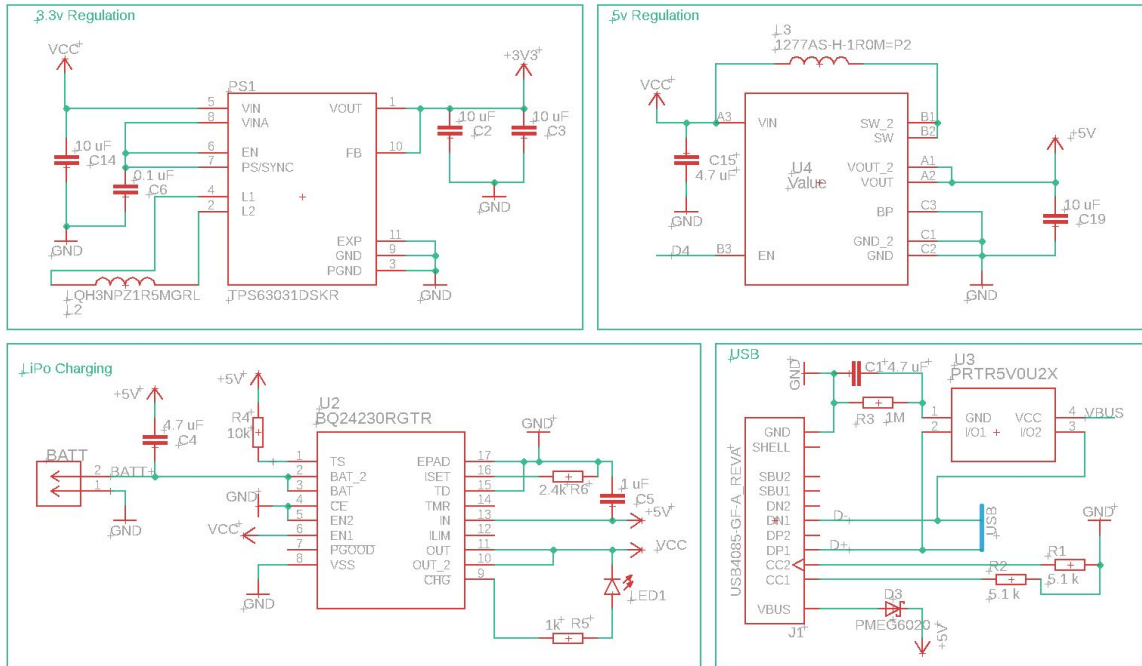 3.3v Regulation
VCC
+3V3
PS1
5 VIN VOUT 1
8 VINA
6 EN FB 10
7 PS/SYNC
4 L1
2 L2
EXP 11
GND 9
PGND 3
10 uF
C14
0.1 uF
C6
10 uF
C2
10 uF
C3
GND
GND
GND
LQH3NPZ1R5MGRL
L2
TPS63031DSKR
5v Regulation
L3
1277AS-H-1R0M=P2
VCC
+5V
A3 VIN SW_2 B1
SW B2
C15
4.7 uF
U4
Value
VOUT_2 A1
VOUT A2
BP C3
GND_2 C1
GND C2
D4 B3 EN
10 uF
C19
GND
GND
LiPo Charging
+5V
+5V
4.7 uF
C4
R4
10k
U2
BQ24230RGTR
GND
BATT
2 BATT+
1
GND
GND
VCC
GND
1 TS EPAD 17
2 BAT_2 ISET 16
3 BAT TD 15
4 CE TMR 14
5 EN2 IN 13
6 EN1 ILIM 12
7 PGOOD OUT 11
8 VSS OUT_2 10
CHG 9
2.4k R6
1 uF
C5
+5V
VCC
LED1
1k R5
USB
GND
C1 4.7 uF
R3 1M
U3
PRTR5V0U2X
1 GND VCC 4 VBUS
2 I/O1 I/O2 3
USB4085-GF-A_REVA
GND
SHELL
SBU2
SBU1
DN2
DN1 D-
DP2
DP1 D+
CC2
CC1
VBUS
J1
USB
GND
R1
5.1 k
R2
5.1 k
D3
PMEG6020
+5V